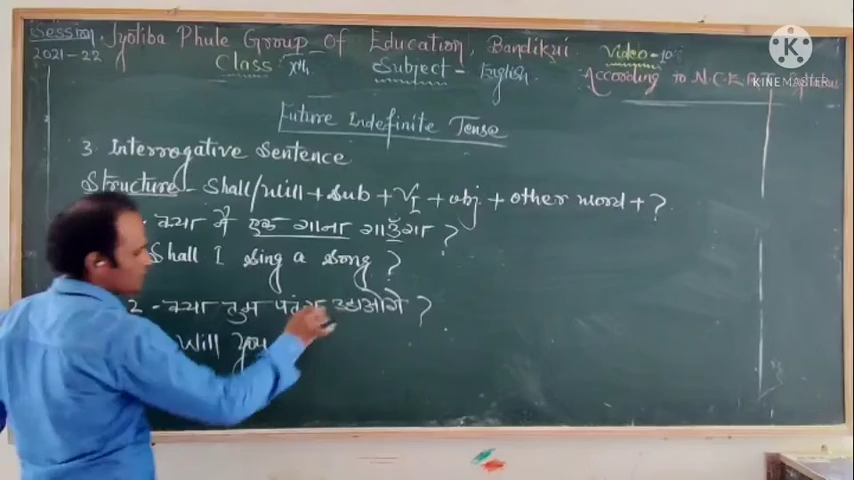 Session 2021-22
Jyotiba Phule Group Of Education, Bandikui
Class Xth Subject - English
Video - 10
According to N.C.E.R.T.
KINEMASTER
Future Indefinite Tense
3. Interrogative Sentence
Structure - Shall/will + sub + V1 + obj + other word + ?
क्या मैं एक गाना गाऊँगा ?
Shall I sing a song ?
2 - क्या तुम पतंग उड़ाओगे ?
Will you